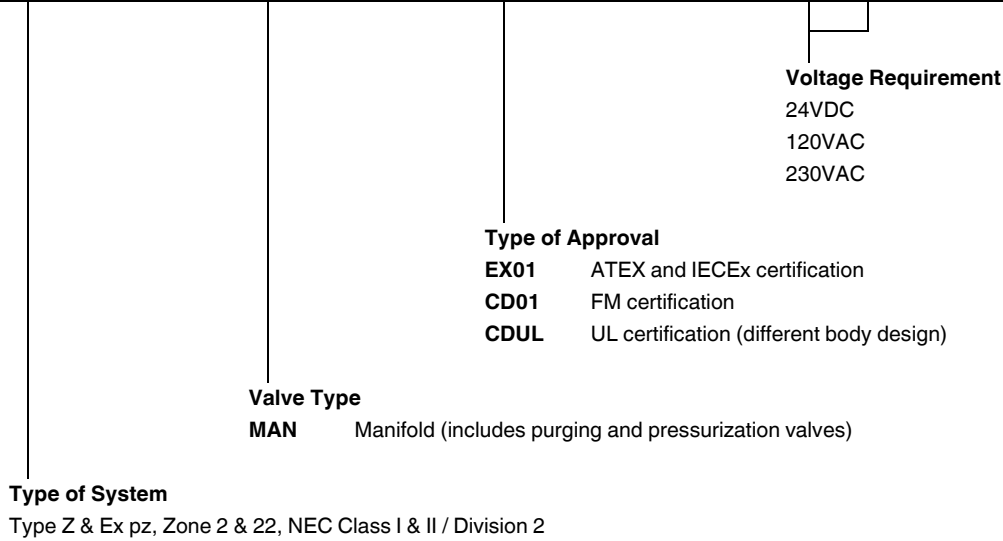 Voltage Requirement
24VDC
120VAC
230VAC
Type of Approval
EX01 ATEX and IECEx certification
CD01 FM certification
CDUL UL certification (different body design)
Valve Type
MAN Manifold (includes purging and pressurization valves)
Type of System
Type Z & Ex pz, Zone 2 & 22, NEC Class I & II / Division 2